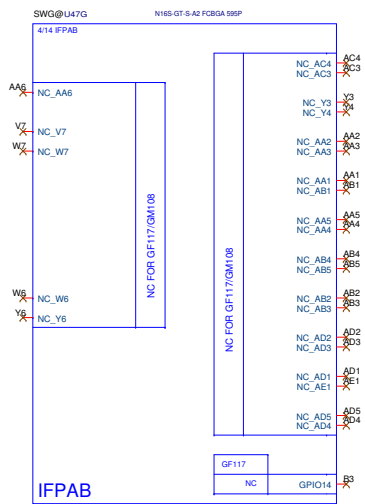 SWG@U47G N16S-GT-S-A2 FCBGA 595P
4/14 IFPAB
AA6 NC_AA6
V7 NC_V7
W7 NC_W7
W6 NC_W6
Y6 NC_Y6
NC FOR GF117/GM108
NC FOR GF117/GM108
NC_AC4 AC4
NC_AC3 AC3
NC_Y3 Y3
NC_Y4 Y4
NC_AA2 AA2
NC_AA3 AA3
NC_AA1 AA1
NC_AB1 AB1
NC_AA5 AA5
NC_AA4 AA4
NC_AB4 AB4
NC_AB5 AB5
NC_AB2 AB2
NC_AB3 AB3
NC_AD2 AD2
NC_AD3 AD3
NC_AD1 AD1
NC_AE1 AE1
NC_AD5 AD5
NC_AD4 AD4
GF117
NC GPIO14 B3
IFPAB